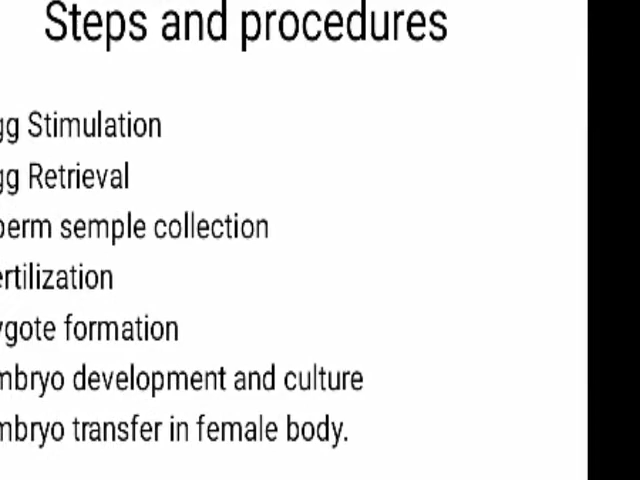 Steps and procedures
gg Stimulation
gg Retrieval
perm semple collection
ertilization
ygote formation
mbryo development and culture
mbryo transfer in female body.